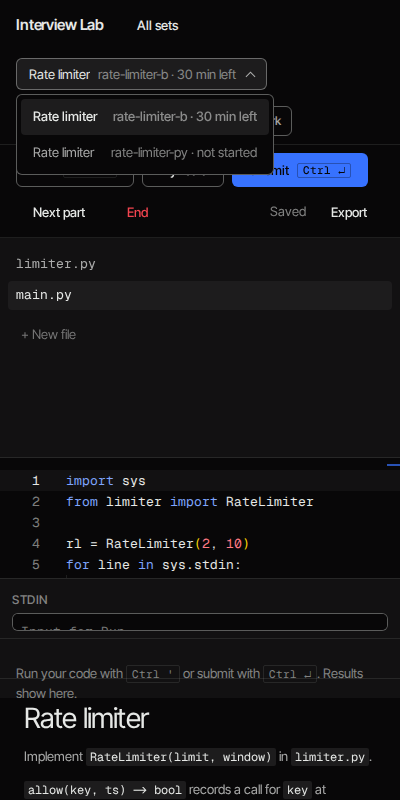 Interview Lab All sets
Rate limiter rate-limiter-b · 30 min left
Rate limiter rate-limiter-b · 30 min left
Rate limiter rate-limiter-py · not started
Ctrl ↵
Next part End Saved Export
limiter.py
main.py
+ New file
1 import sys
2 from limiter import RateLimiter
3
4 rl = RateLimiter(2, 10)
5 for line in sys.stdin:
STDIN
Input for Run
Run your code with Ctrl ' or submit with Ctrl ↵. Results
show here.
Rate limiter
Implement RateLimiter(limit, window) in limiter.py.
allow(key, ts) → bool records a call for key at